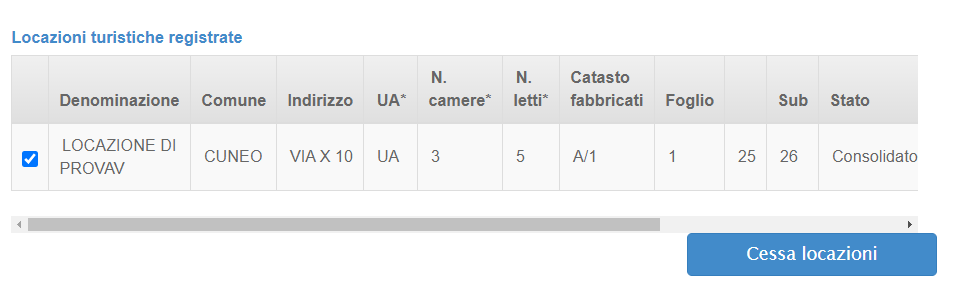 Locazioni turistiche registrate
Denominazione Comune Indirizzo UA* N. camere* N. letti* Catasto fabbricati Foglio Sub Stato
LOCAZIONE DI PROVAV CUNEO VIA X 10 UA 3 5 A/1 1 25 26 Consolidato
Cessa locazioni